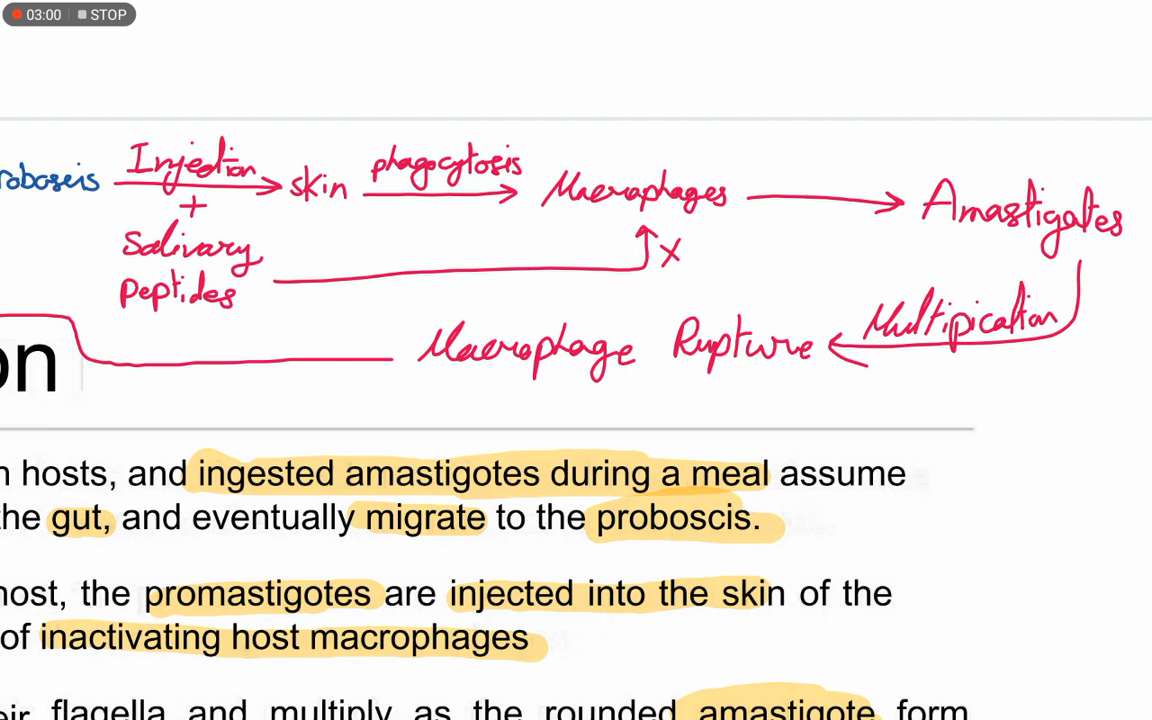 03:00 STOP
Injection phagocytosis
roboscis skin Macrophages Amastigates
+
Salivary
peptides X
Multipication
Macrophage Rupture
on
n hosts, and ingested amastigotes during a meal assume
the gut, and eventually migrate to the proboscis.
host, the promastigotes are injected into the skin of the
of inactivating host macrophages
eir flagella and multiply as the rounded amastigote form